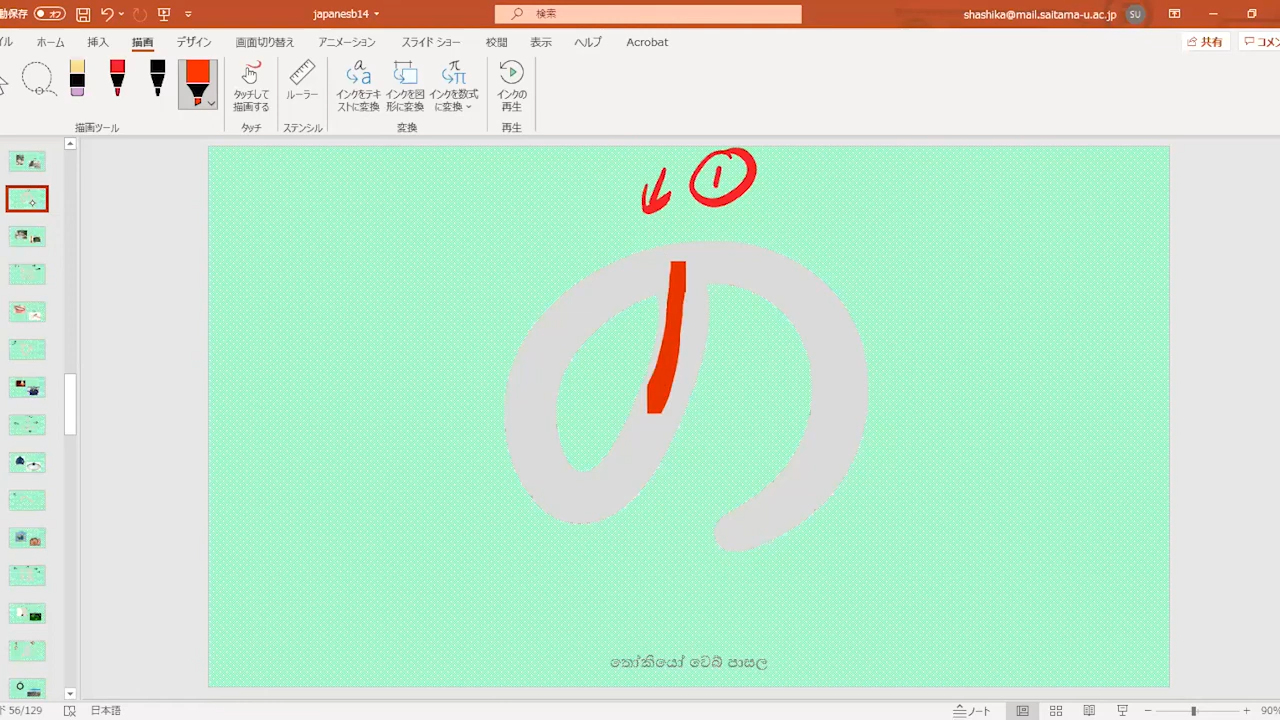 動保存 オフ japanesb14 検索 shashika@mail.saitama-u.ac.jp SU
イル ホーム 挿入 描画 デザイン 画面切り替え アニメーション スライド ショー 校閲 表示 ヘルプ Acrobat 共有 コメ
タッチして 描画する
ルーラー
インクをテキ ストに変換
インクを図 形に変換
インクを数式 に変換
インクの 再生
描画ツール タッチ ステンシル 変換 再生
1
の
තෝකියෝ වෙබ් පාසල
ド 56/129 日本語 ノート 90%